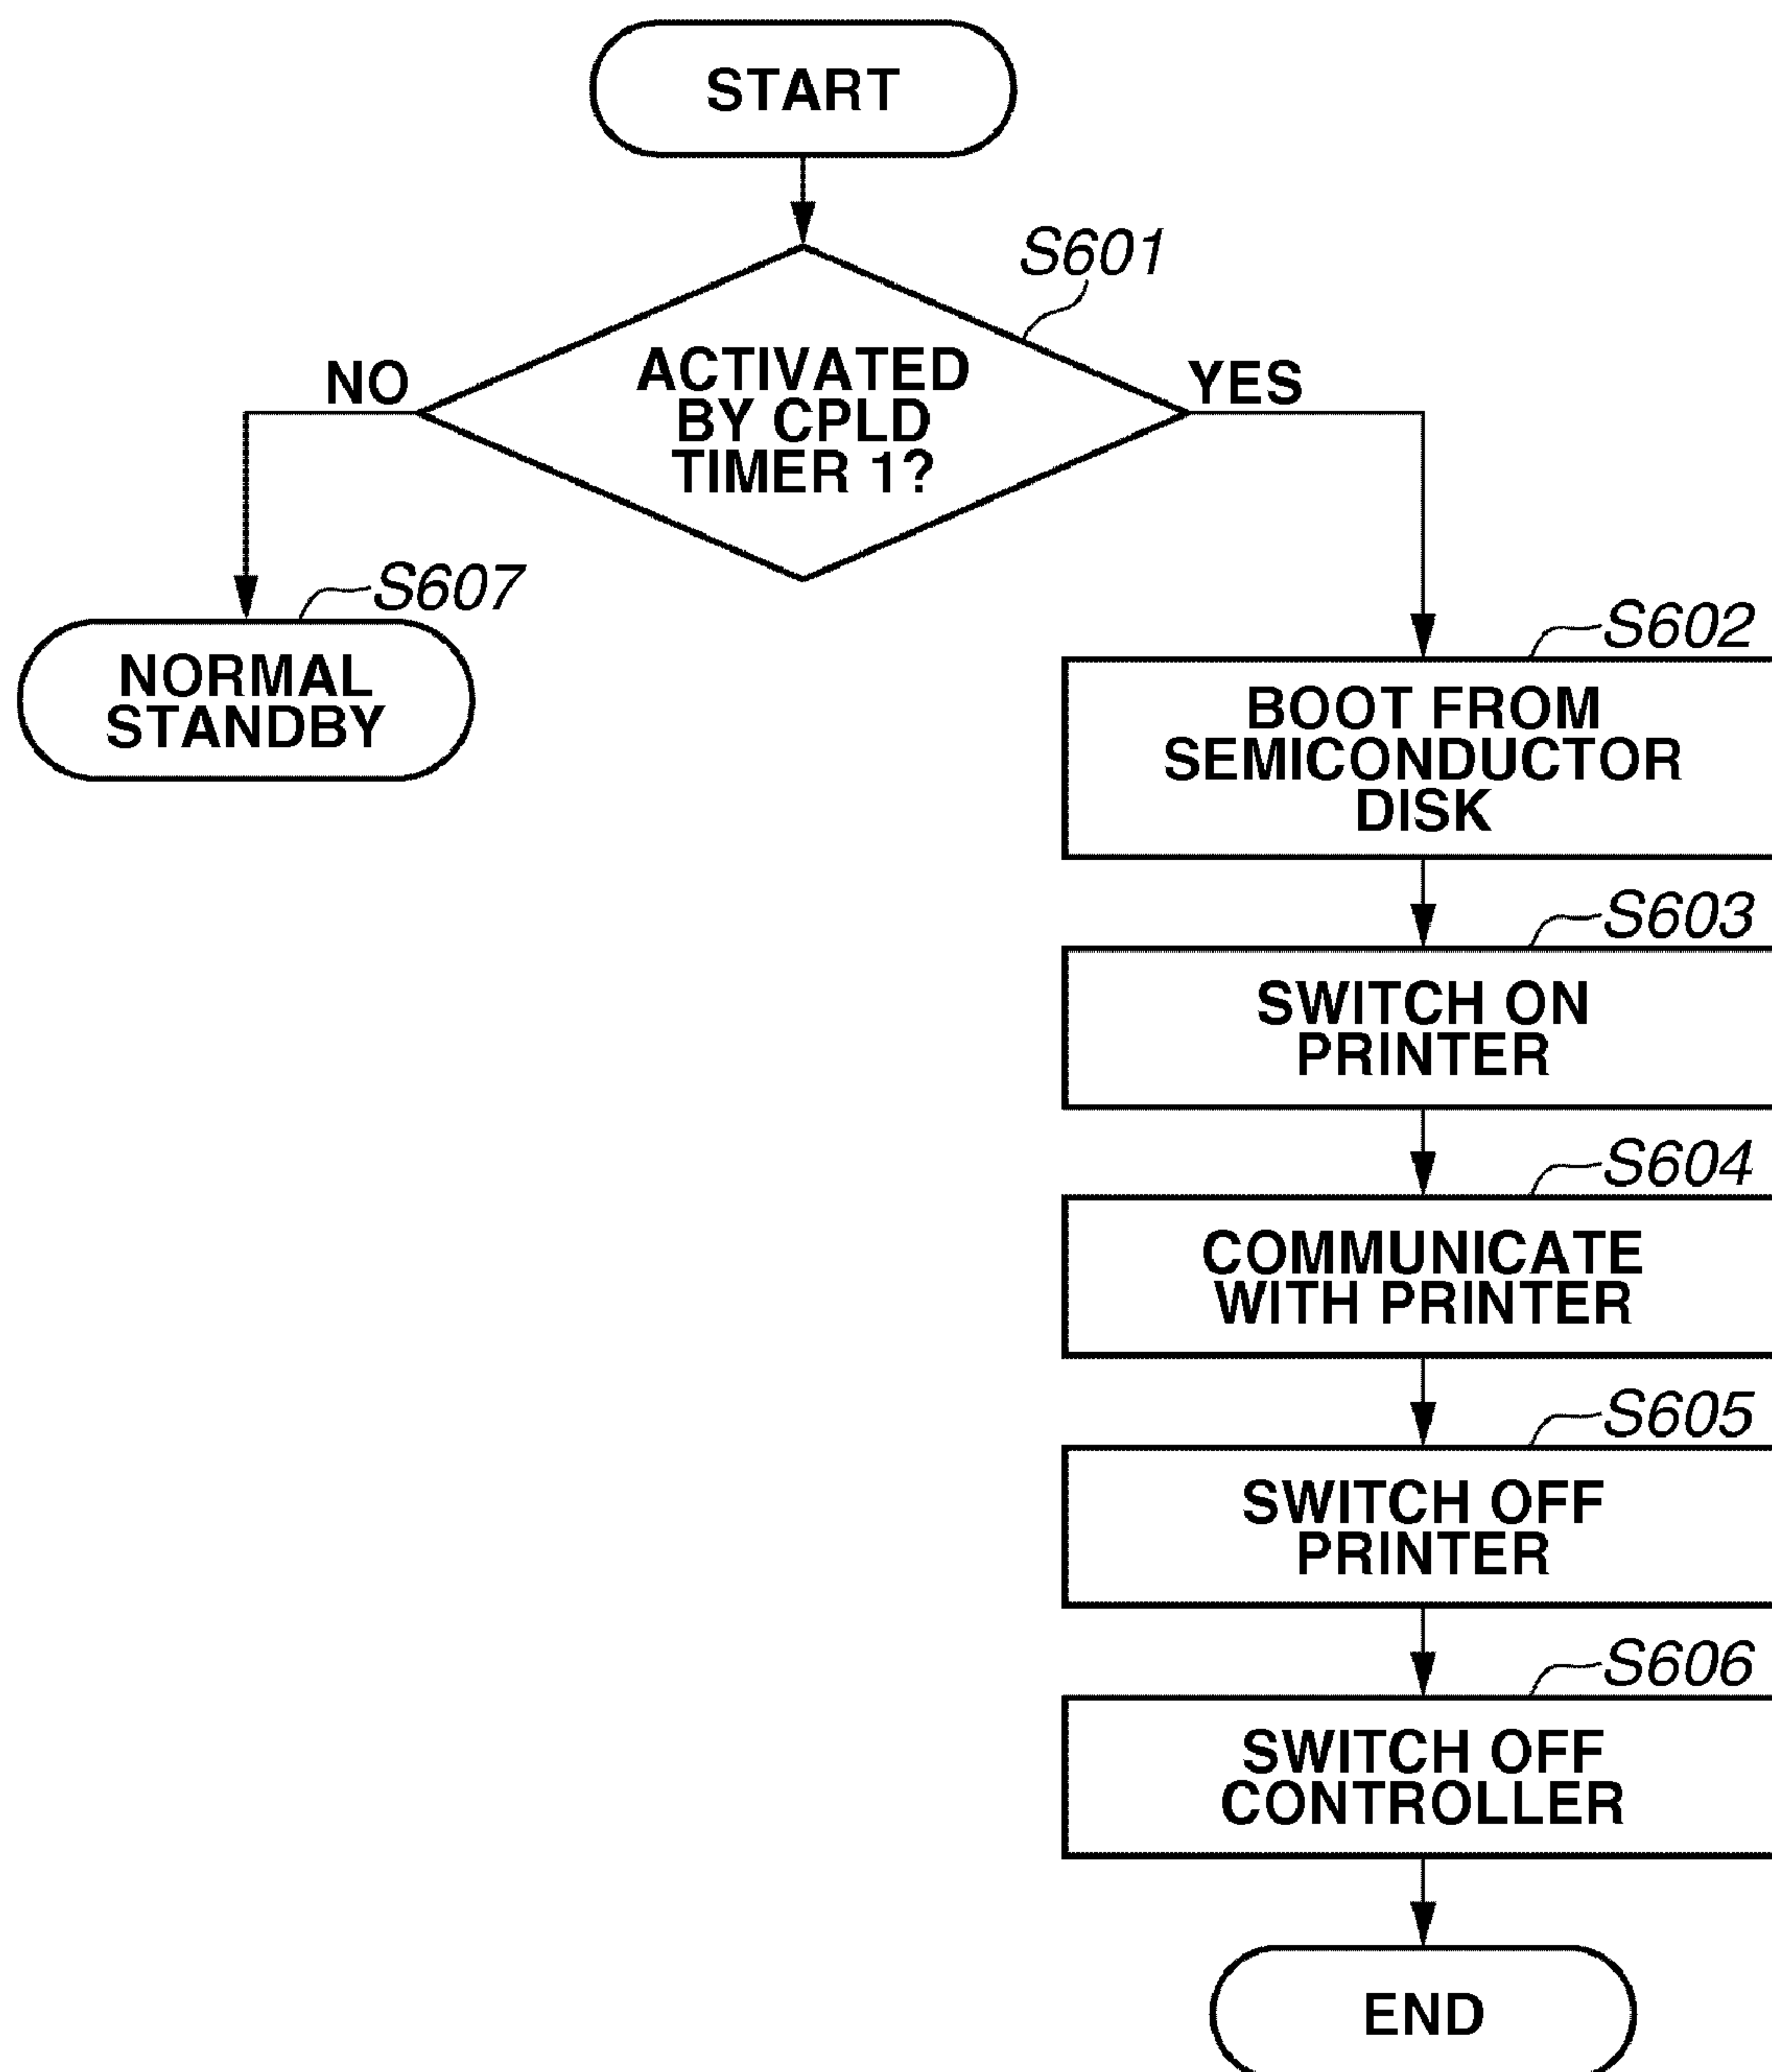 START
S601
ACTIVATED
BY CPLD
TIMER 1?
NO
YES
S607
NORMAL
STANDBY
S602
BOOT FROM
SEMICONDUCTOR
DISK
S603
SWITCH ON
PRINTER
S604
COMMUNICATE
WITH PRINTER
S605
SWITCH OFF
PRINTER
S606
SWITCH OFF
CONTROLLER
END